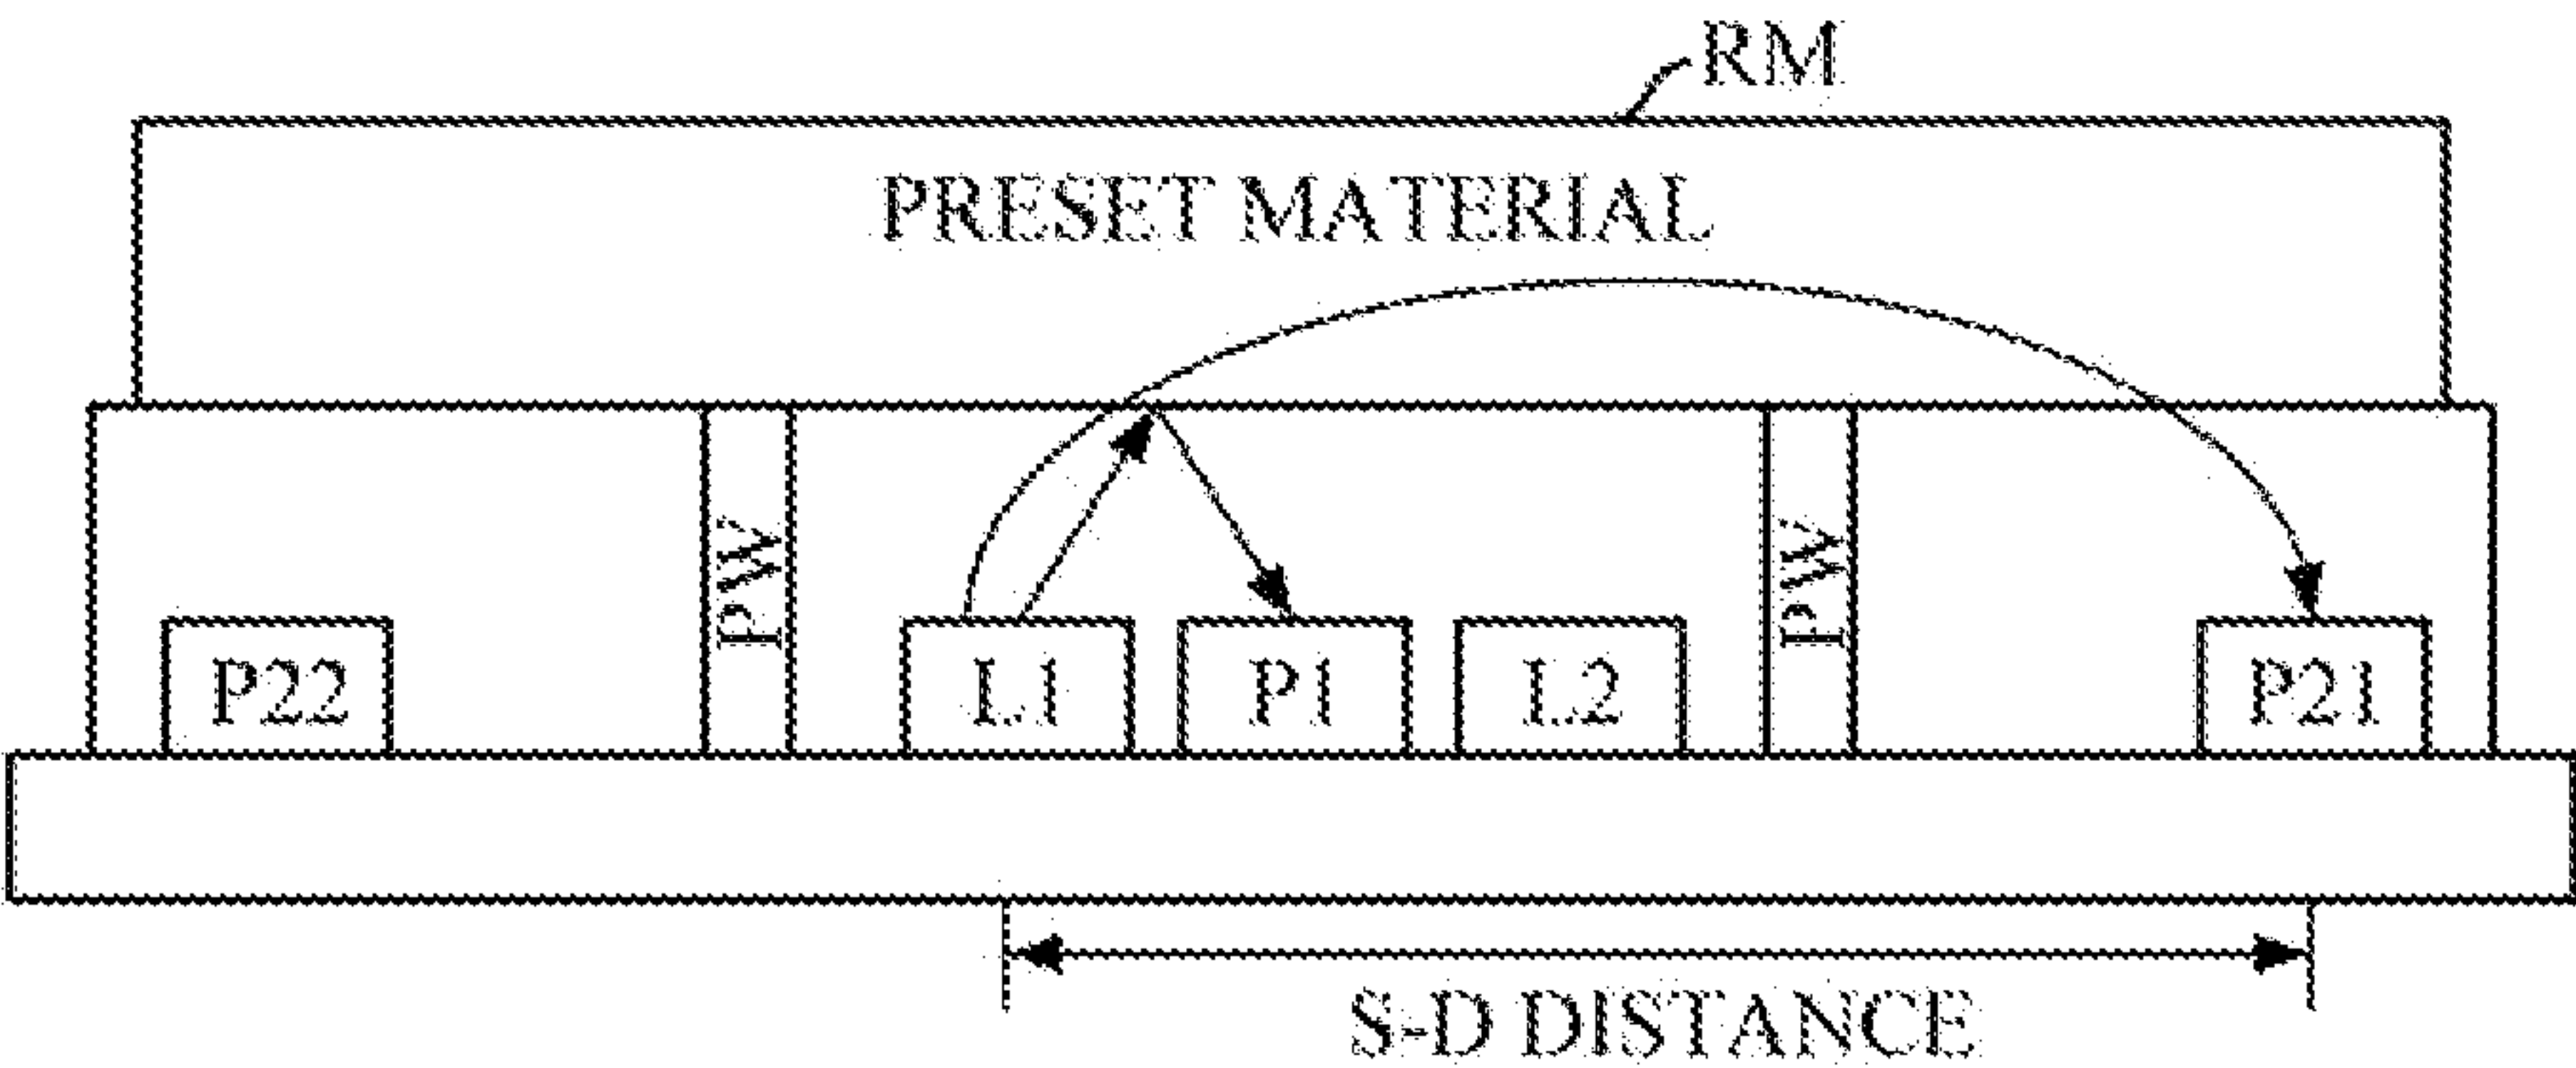 RM
PRESET MATERIAL
PW
PW
P22
L1
P1
L2
P21
S-D DISTANCE